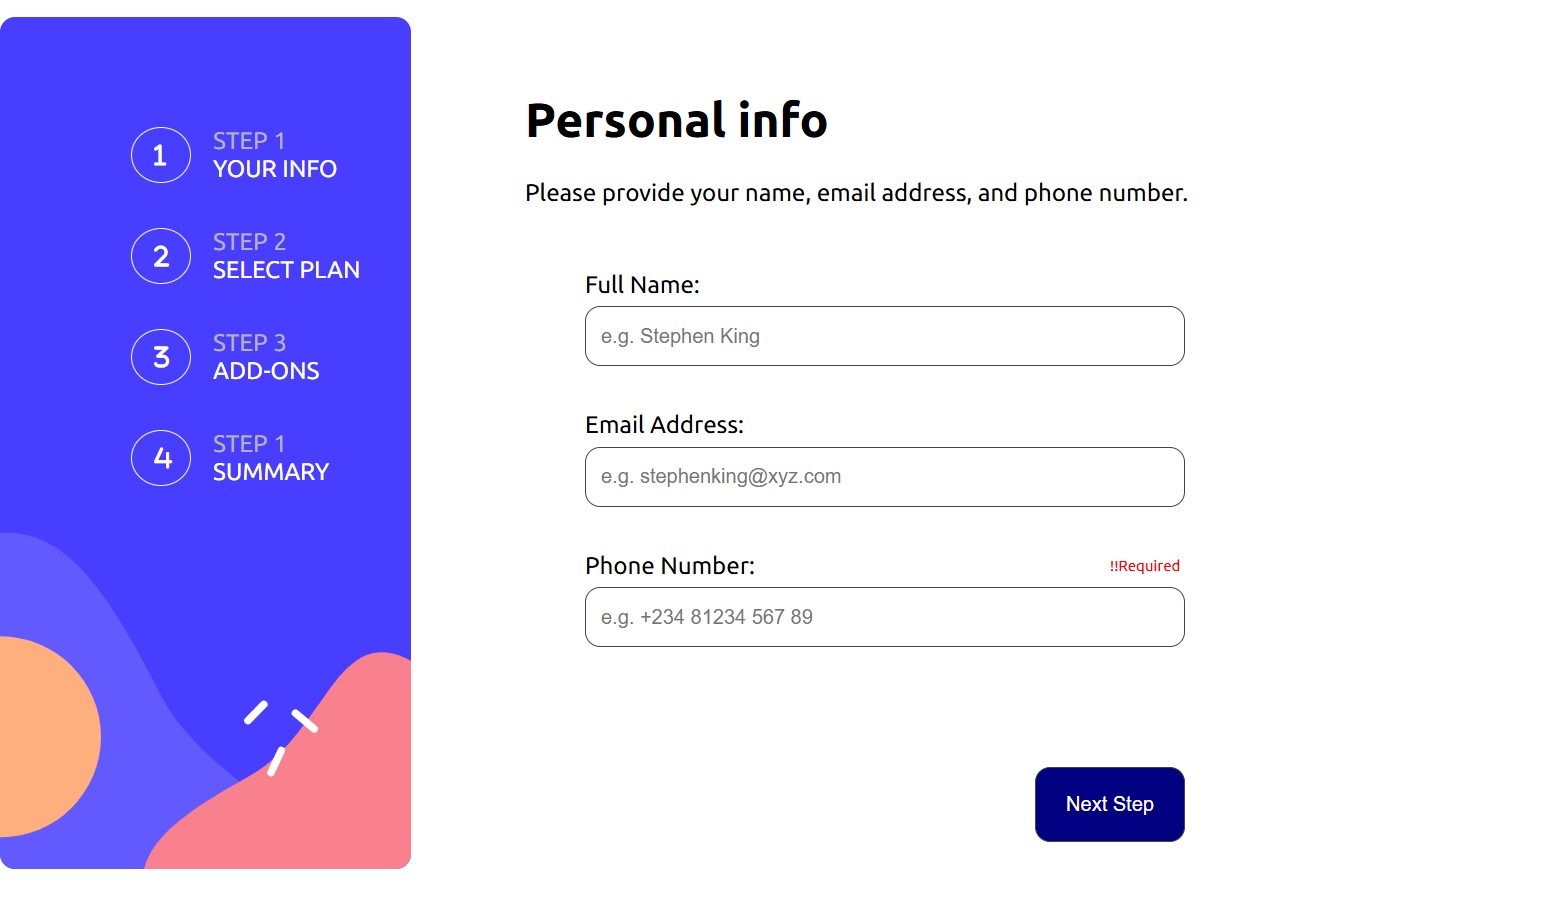 1
STEP 1
YOUR INFO
2
STEP 2
SELECT PLAN
3
STEP 3
ADD-ONS
4
STEP 1
SUMMARY
Personal info
Please provide your name, email address, and phone number.
Full Name:
e.g. Stephen King
Email Address:
e.g. stephenking@xyz.com
Phone Number:
!!Required
e.g. +234 81234 567 89
Next Step